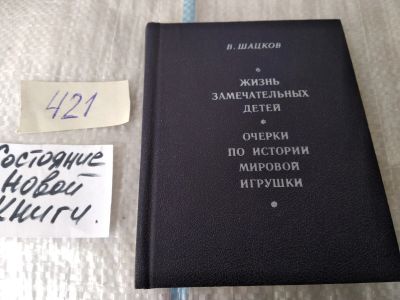 В. ШАЦКОВ
ЖИЗНЬ
ЗАМЕЧАТЕЛЬНЫХ
ДЕТЕЙ
ОЧЕРКИ
ПО ИСТОРИИ
МИРОВОЙ
ИГРУШКИ
421
Состояние
новой
книги.